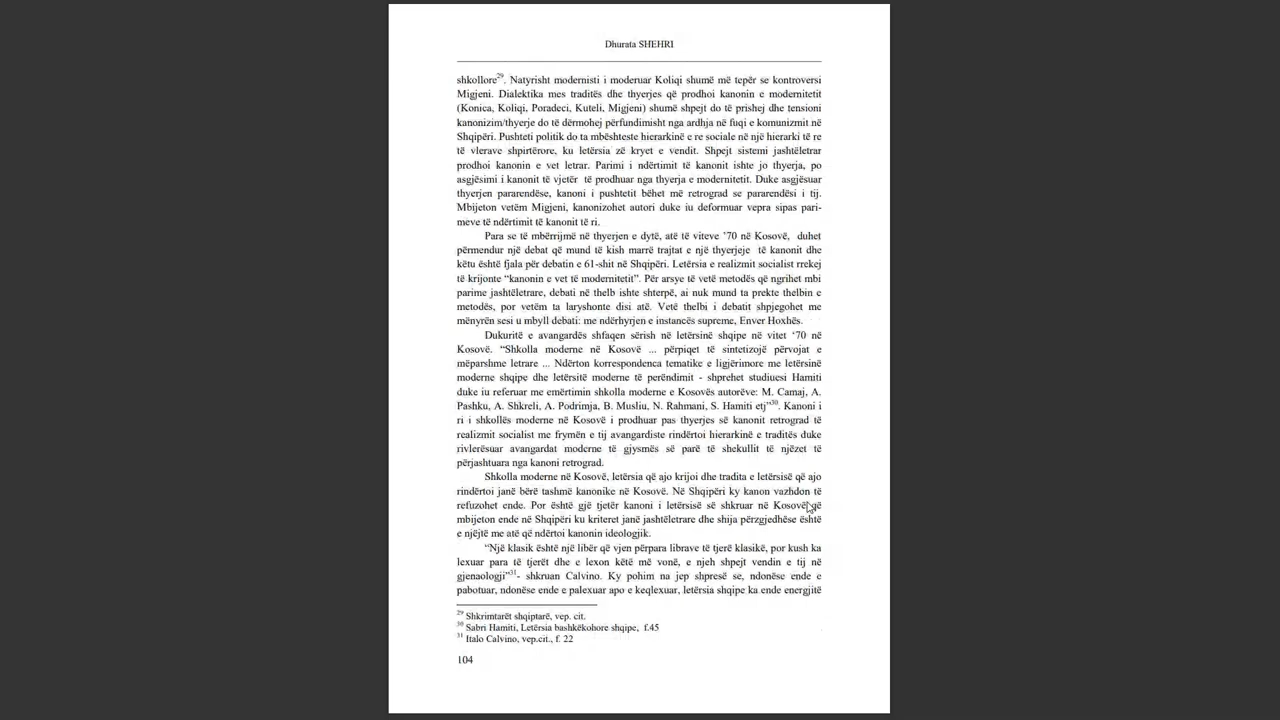 Dhurata SHEHRI
shkollore29. Natyrisht modernisti i moderuar Koliqi shumë më tepër se kontroversi
Migjeni. Dialektika mes traditës dhe thyerjes që prodhoi kanonin e modernitetit
(Konica, Koliqi, Poradeci, Kuteli, Migjeni) shumë shpejt do të prishej dhe tensioni
kanonizim/thyerje do të dërmohej përfundimisht nga ardhja në fuqi e komunizmit në
Shqipëri. Pushteti politik do ta mbështeste hierarkinë e re sociale në një hierarki të re
të vlerave shpirtërore, ku letërsia zë kryet e vendit. Shpejt sistemi jashtëletrar
prodhoi kanonin e vet letrar. Parimi i ndërtimit të kanonit ishte jo thyerja, po
asgjësimi i kanonit të vjetër të prodhuar nga thyerja e modernitetit. Duke asgjësuar
thyerjen pararendëse, kanoni i pushtetit bëhet më retrograd se pararendësi i tij.
Mbijeton vetëm Migjeni, kanonizohet autori duke iu deformuar vepra sipas pari-
meve të ndërtimit të kanonit të ri.
Para se të mbërrijmë në thyerjen e dytë, atë të viteve ’70 në Kosovë, duhet
përmendur një debat që mund të kish marrë trajtat e një thyerjeje të kanonit dhe
këtu është fjala për debatin e 61-shit në Shqipëri. Letërsia e realizmit socialist rrekej
të krijonte “kanonin e vet të modernitetit”. Për arsye të vetë metodës që ngrihet mbi
parime jashtëletrare, debati në thelb ishte shterpë, ai nuk mund ta prekte thelbin e
metodës, por vetëm ta laryshonte disi atë. Vetë thelbi i debatit shpjegohet me
mënyrën sesi u mbyll debati: me ndërhyrjen e instancës supreme, Enver Hoxhës.
Dukuritë e avangardës shfaqen sërish në letërsinë shqipe në vitet ‘70 në
Kosovë. “Shkolla moderne në Kosovë ... përpiqet të sintetizojë përvojat e
mëparshme letrare ... Ndërton korrespondenca tematike e ligjërimore me letërsinë
moderne shqipe dhe letërsitë moderne të perëndimit - shprehet studiuesi Hamiti
duke iu referuar me emërtimin shkolla moderne e Kosovës autorëve: M. Camaj, A.
Pashku, A. Shkreli, A. Podrimja, B. Musliu, N. Rahmani, S. Hamiti etj”30. Kanoni i
ri i shkollës moderne në Kosovë i prodhuar pas thyerjes së kanonit retrograd të
realizmit socialist me frymën e tij avangardiste rindërtoi hierarkinë e traditës duke
rivlerësuar avangardat moderne të gjysmës së parë të shekullit të njëzet të
përjashtuara nga kanoni retrograd.
Shkolla moderne në Kosovë, letërsia që ajo krijoi dhe tradita e letërsisë që ajo
rindërtoi janë bërë tashmë kanonike në Kosovë. Në Shqipëri ky kanon vazhdon të
refuzohet ende. Por është gjë tjetër kanoni i letërsisë së shkruar në Kosovë që
mbijeton ende në Shqipëri ku kriteret janë jashtëletrare dhe shija përzgjedhëse është
e njëjtë me atë që ndërtoi kanonin ideologjik.
“Një klasik është një libër që vjen përpara librave të tjerë klasikë, por kush ka
lexuar para të tjerët dhe e lexon këtë më vonë, e njeh shpejt vendin e tij në
gjenaologji”31- shkruan Calvino. Ky pohim na jep shpresë se, ndonëse ende e
pabotuar, ndonëse ende e palexuar apo e keqlexuar, letërsia shqipe ka ende energjitë
29 Shkrimtarët shqiptarë, vep. cit.
30 Sabri Hamiti, Letërsia bashkëkohore shqipe, f.45
31 Italo Calvino, vep.cit., f. 22
104